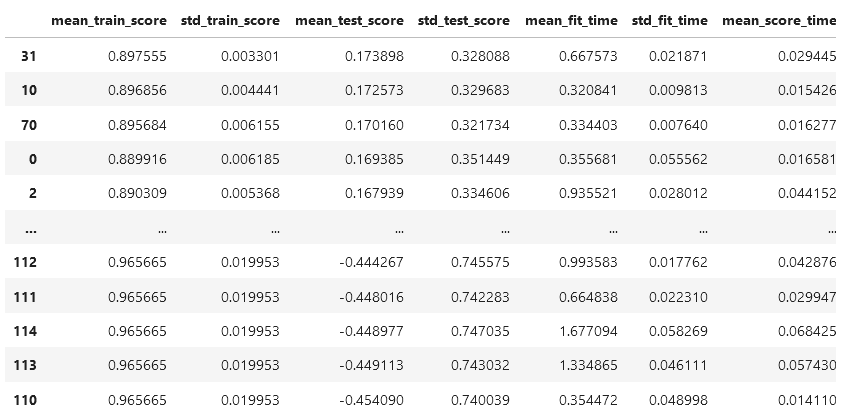 mean_train_score std_train_score mean_test_score std_test_score mean_fit_time std_fit_time mean_score_time
31 0.897555 0.003301 0.173898 0.328088 0.667573 0.021871 0.029445
10 0.896856 0.004441 0.172573 0.329683 0.320841 0.009813 0.015426
70 0.895684 0.006155 0.170160 0.321734 0.334403 0.007640 0.016277
0 0.889916 0.006185 0.169385 0.351449 0.355681 0.055562 0.016581
2 0.890309 0.005368 0.167939 0.334606 0.935521 0.028012 0.044152
... ... ... ... ... ... ... ...
112 0.965665 0.019953 -0.444267 0.745575 0.993583 0.017762 0.042876
111 0.965665 0.019953 -0.448016 0.742283 0.664838 0.022310 0.029947
114 0.965665 0.019953 -0.448977 0.747035 1.677094 0.058269 0.068425
113 0.965665 0.019953 -0.449113 0.743032 1.334865 0.046111 0.057430
110 0.965665 0.019953 -0.454090 0.740039 0.354472 0.048998 0.014110